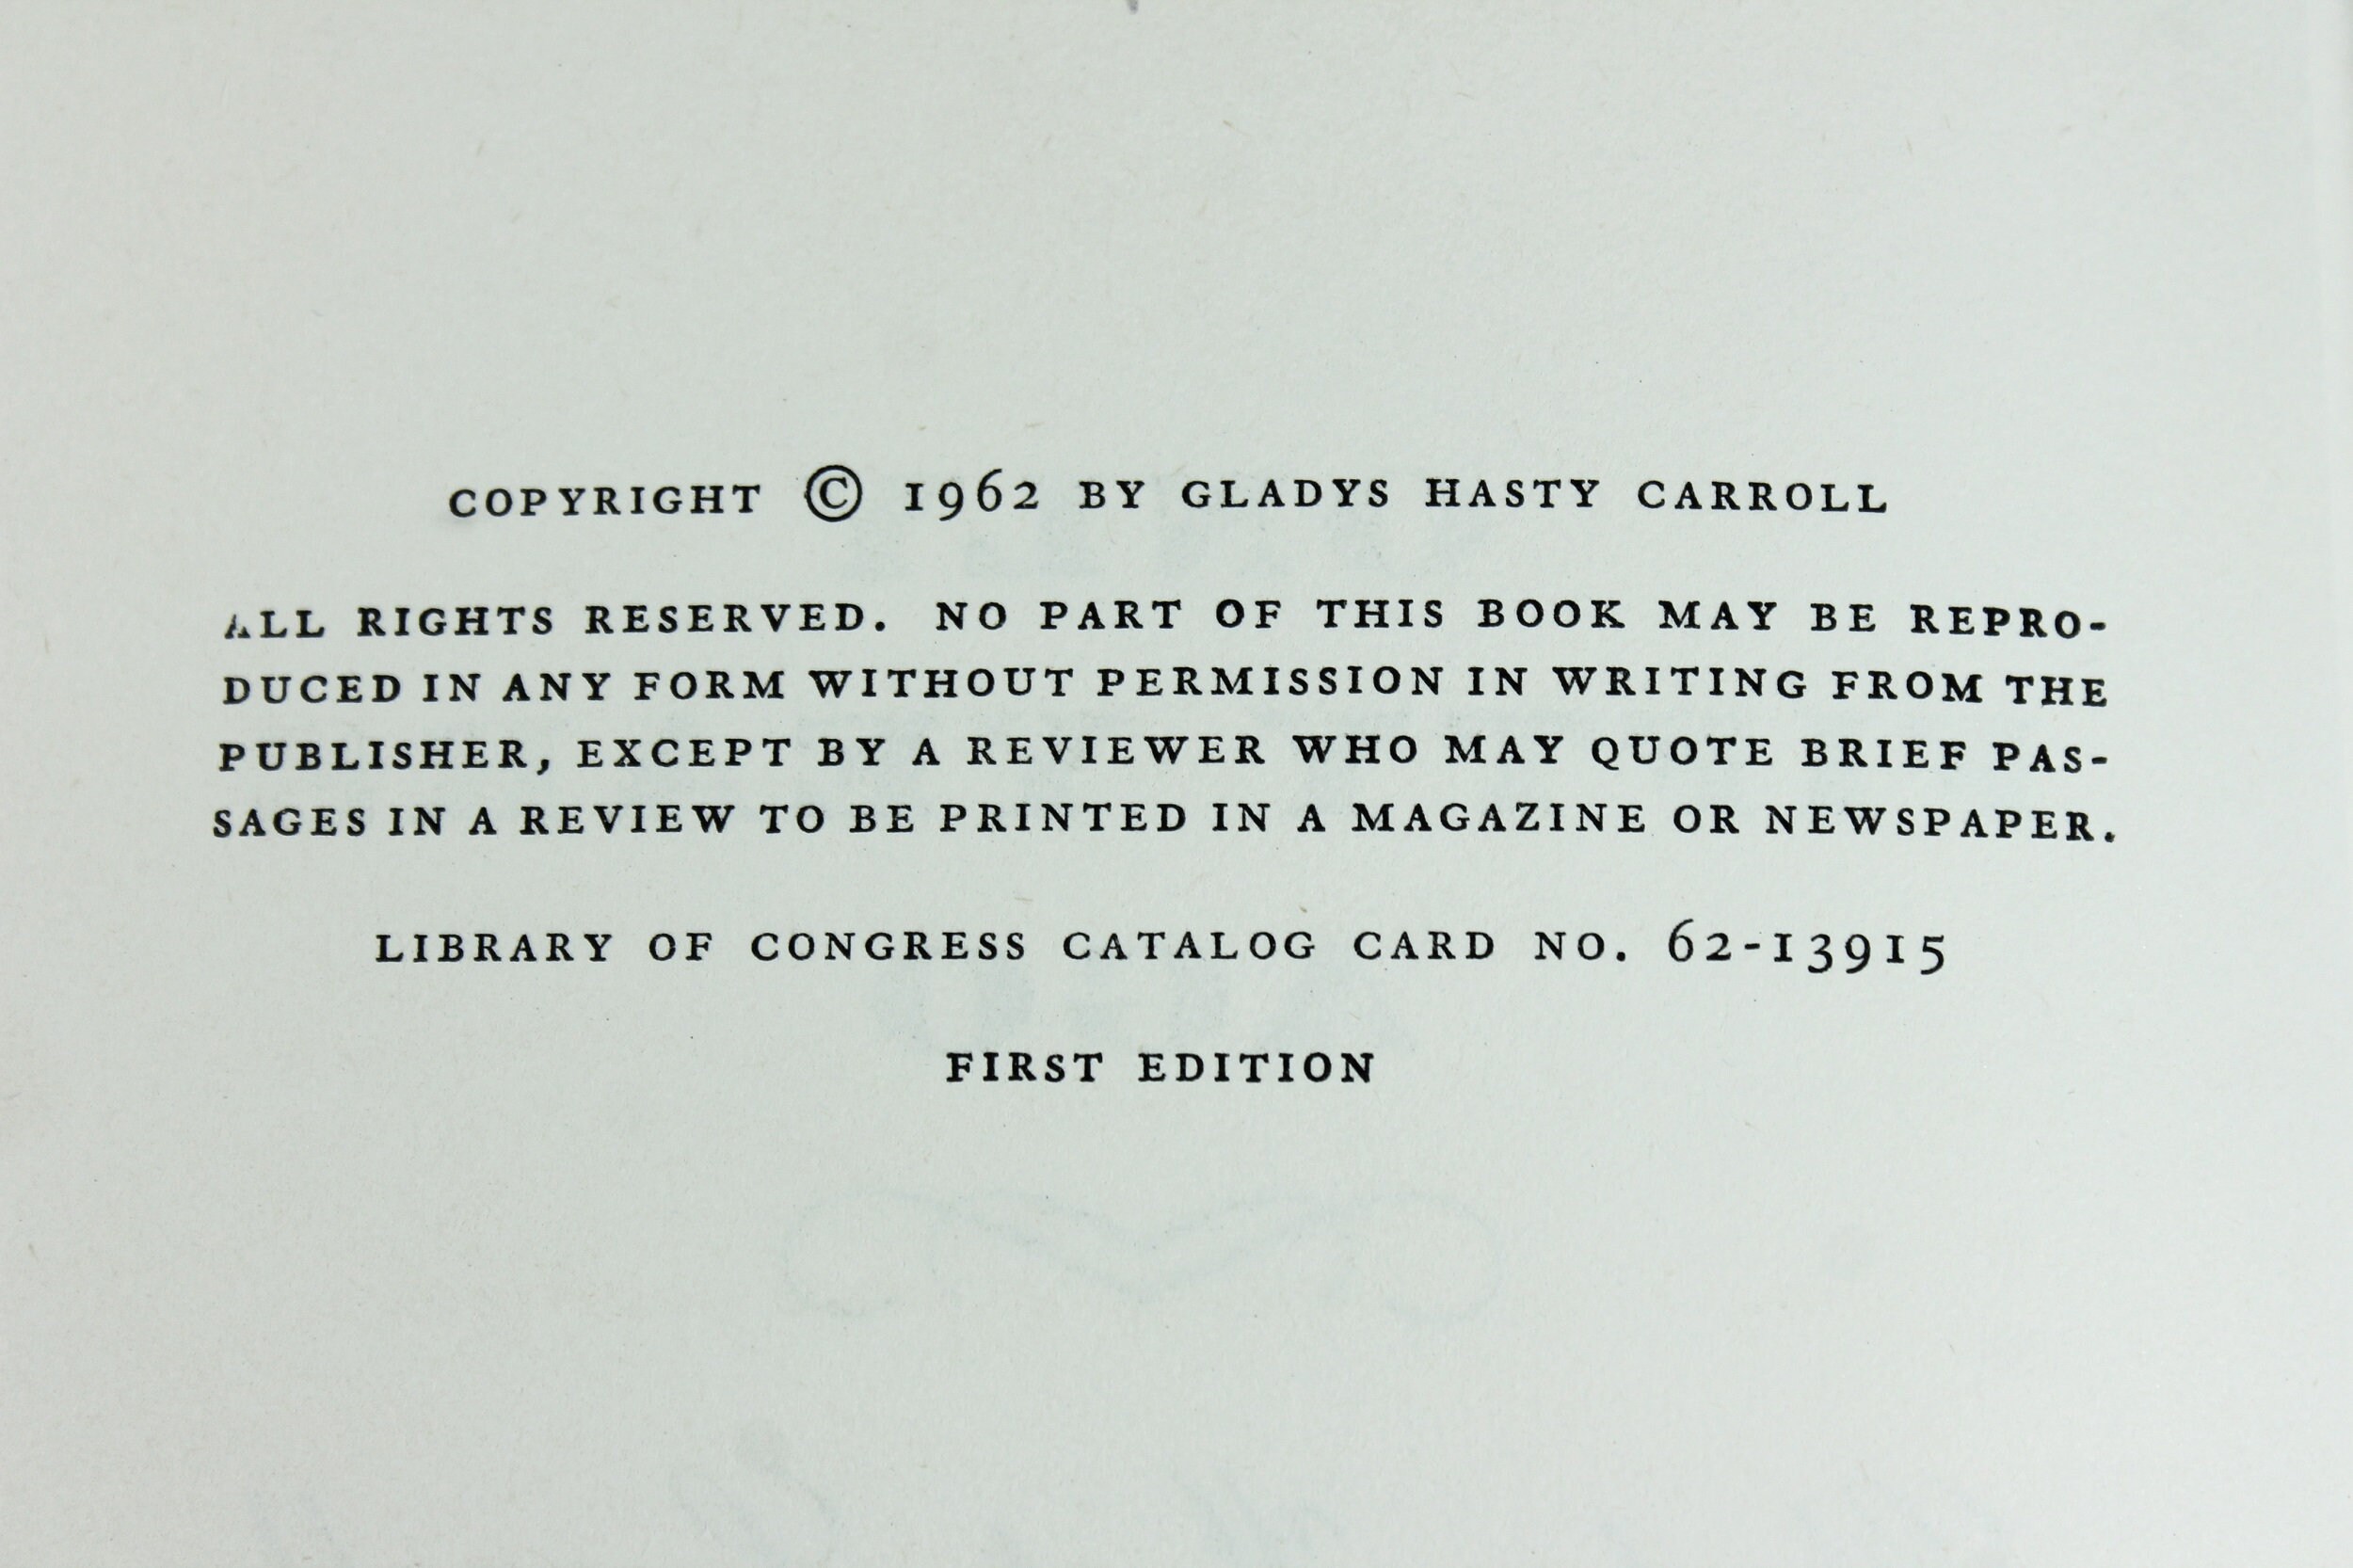 COPYRIGHT © 1962 BY GLADYS HASTY CARROLL
ALL RIGHTS RESERVED. NO PART OF THIS BOOK MAY BE REPRO-
DUCED IN ANY FORM WITHOUT PERMISSION IN WRITING FROM THE
PUBLISHER, EXCEPT BY A REVIEWER WHO MAY QUOTE BRIEF PAS-
SAGES IN A REVIEW TO BE PRINTED IN A MAGAZINE OR NEWSPAPER.
LIBRARY OF CONGRESS CATALOG CARD NO. 62-13915
FIRST EDITION